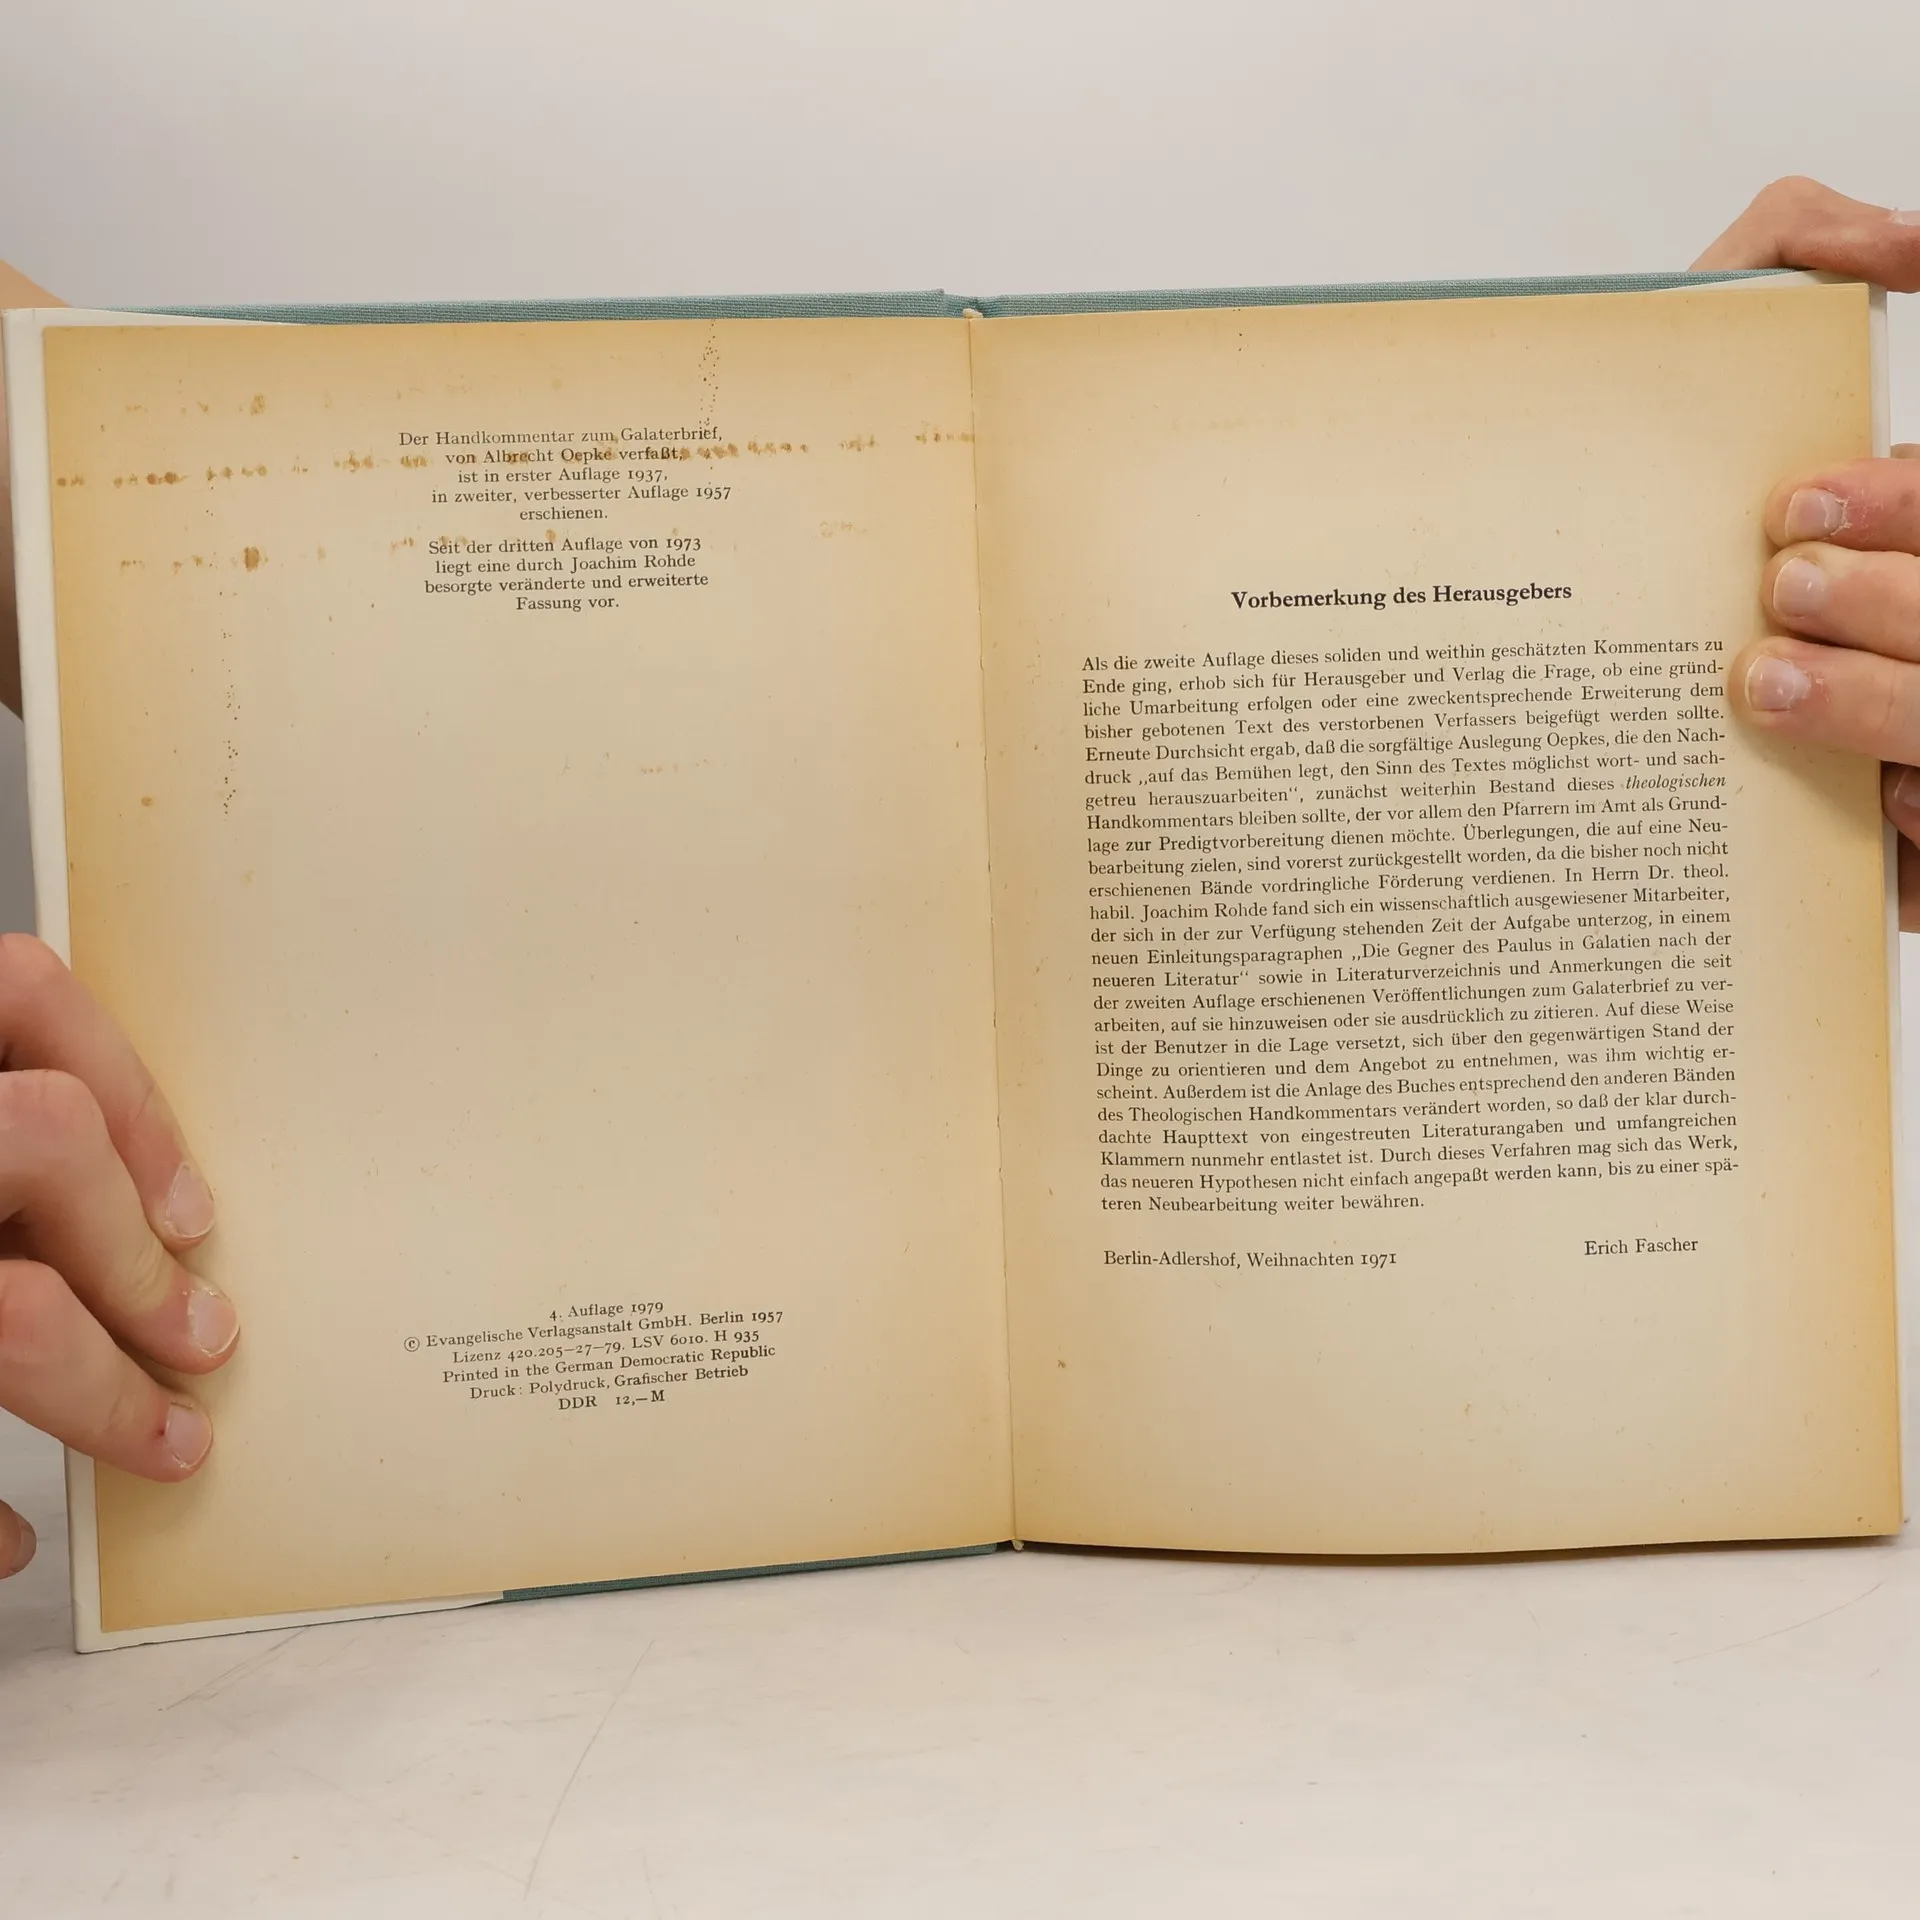 Der Handkommentar zum Galaterbrief,
von Albrecht Oepke verfaßt,
ist in erster Auflage 1937,
in zweiter, verbesserter Auflage 1957
erschienen.
Seit der dritten Auflage von 1973
liegt eine durch Joachim Rohde
besorgte veränderte und erweiterte
Fassung vor.
4. Auflage 1979
© Evangelische Verlagsanstalt GmbH. Berlin 1957
Lizenz 420.205–27–79. LSV 6010. H 935
Printed in the German Democratic Republic
Druck: Polydruck, Grafischer Betrieb
DDR 12,– M
Vorbemerkung des Herausgebers
Als die zweite Auflage dieses soliden und weithin geschätzten Kommentars zu
Ende ging, erhob sich für Herausgeber und Verlag die Frage, ob eine gründ-
liche Umarbeitung erfolgen oder eine zweckentsprechende Erweiterung dem
bisher gebotenen Text des verstorbenen Verfassers beigefügt werden sollte.
Erneute Durchsicht ergab, daß die sorgfältige Auslegung Oepkes, die den Nach-
druck „auf das Bemühen legt, den Sinn des Textes möglichst wort- und sach-
getreu herauszuarbeiten“, zunächst weiterhin Bestand dieses theologischen
Handkommentars bleiben sollte, der vor allem den Pfarrern im Amt als Grund-
lage zur Predigtvorbereitung dienen möchte. Überlegungen, die auf eine Neu-
bearbeitung zielen, sind vorerst zurückgestellt worden, da die bisher noch nicht
erschienenen Bände vordringliche Förderung verdienen. In Herrn Dr. theol.
habil. Joachim Rohde fand sich ein wissenschaftlich ausgewiesener Mitarbeiter,
der sich in der zur Verfügung stehenden Zeit der Aufgabe unterzog, in einem
neuen Einleitungsparagraphen „Die Gegner des Paulus in Galatien nach der
neueren Literatur“ sowie in Literaturverzeichnis und Anmerkungen die seit
der zweiten Auflage erschienenen Veröffentlichungen zum Galaterbrief zu ver-
arbeiten, auf sie hinzuweisen oder sie ausdrücklich zu zitieren. Auf diese Weise
ist der Benutzer in die Lage versetzt, sich über den gegenwärtigen Stand der
Dinge zu orientieren und dem Angebot zu entnehmen, was ihm wichtig er-
scheint. Außerdem ist die Anlage des Buches entsprechend den anderen Bänden
des Theologischen Handkommentars verändert worden, so daß der klar durch-
dachte Haupttext von eingestreuten Literaturangaben und umfangreichen
Klammern nunmehr entlastet ist. Durch dieses Verfahren mag sich das Werk,
das neueren Hypothesen nicht einfach angepaßt werden kann, bis zu einer spä-
teren Neubearbeitung weiter bewähren.
Berlin-Adlershof, Weihnachten 1971 Erich Fascher